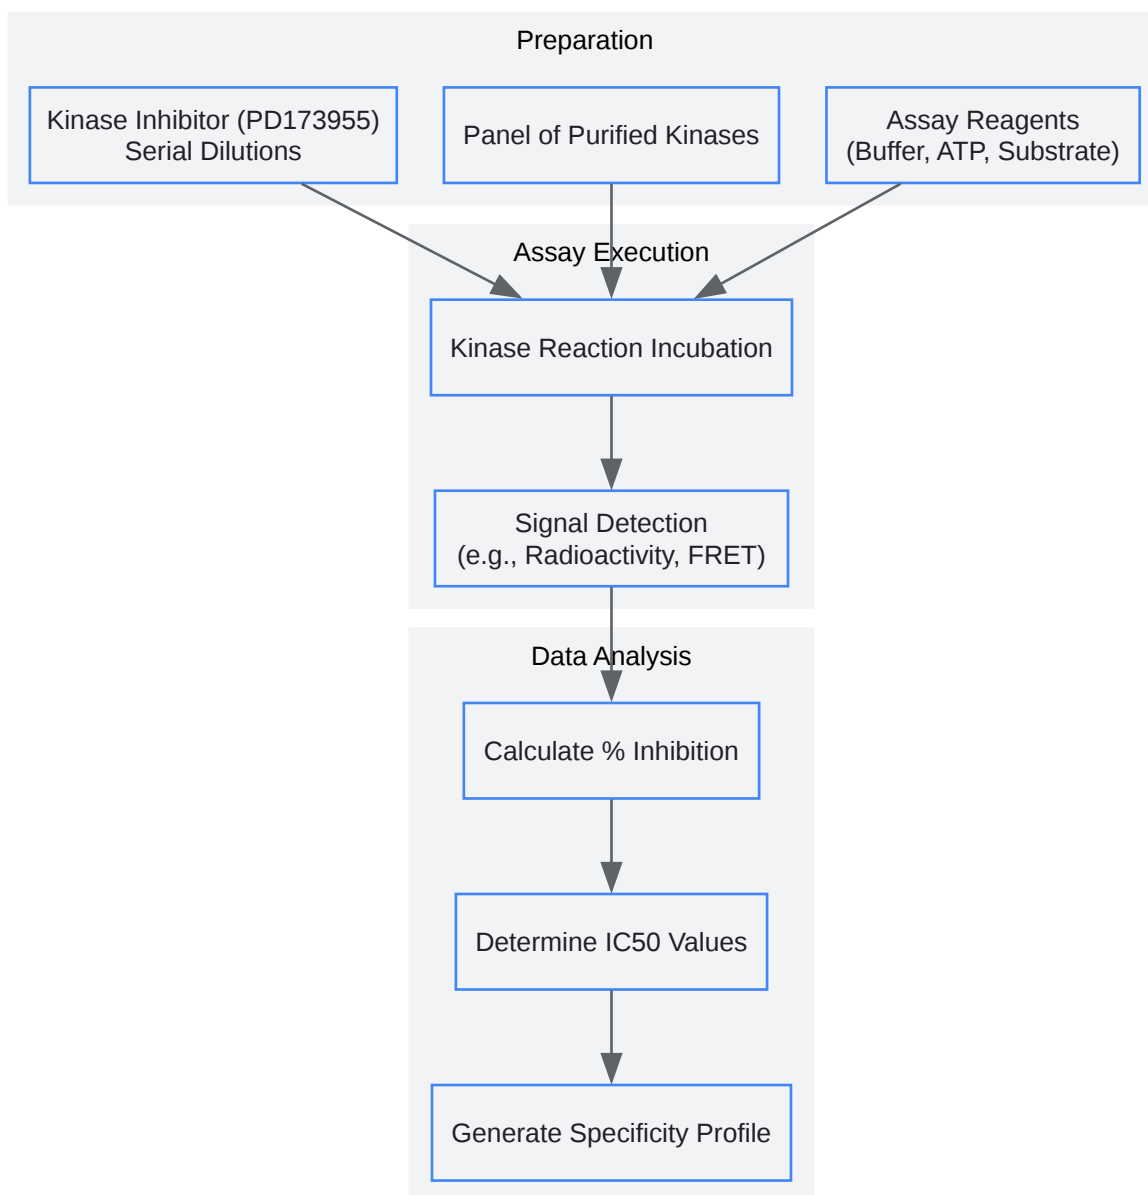 Preparation
Kinase Inhibitor (PD173955)
Serial Dilutions
Panel of Purified Kinases
Assay Reagents
(Buffer, ATP, Substrate)
Assay Execution
Kinase Reaction Incubation
Signal Detection
(e.g., Radioactivity, FRET)
Data Analysis
Calculate % Inhibition
Determine IC50 Values
Generate Specificity Profile